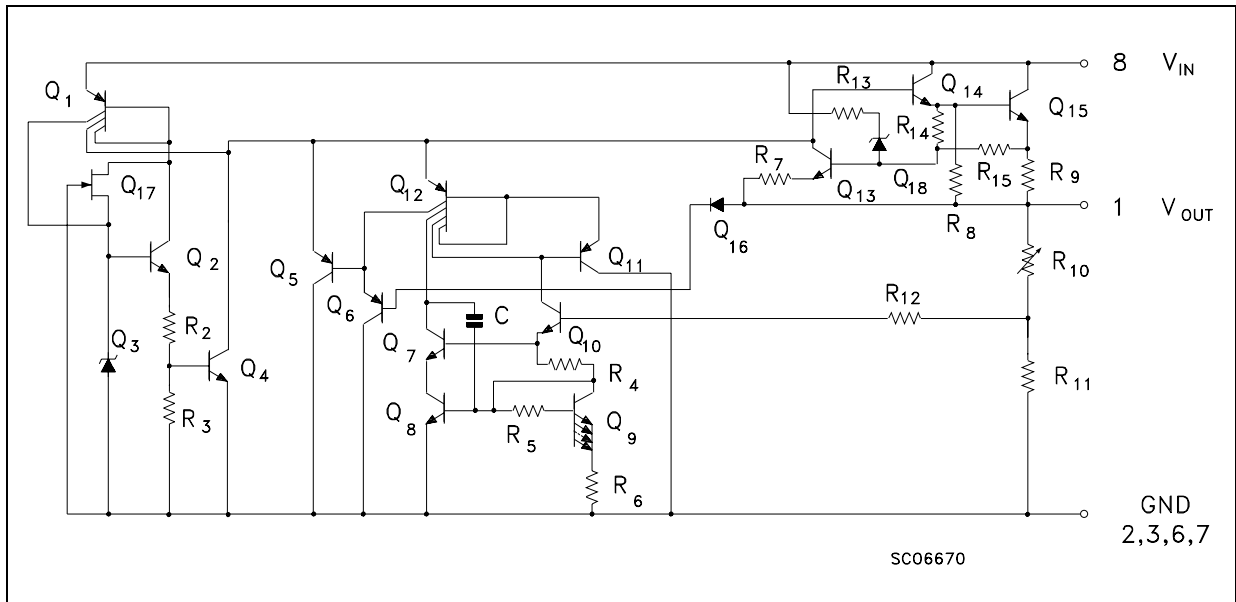 8 V_IN
R_13
Q_14
Q_1
Q_15
R_14
R_7
R_15
R_9
Q_17
Q_12
Q_13
Q_18
1 V_OUT
R_8
Q_16
Q_2
Q_5
Q_11
R_10
Q_6
R_12
C
R_2
Q_3
Q_7
Q_10
Q_4
R_4
R_11
Q_8
R_3
R_5
Q_9
R_6
GND
2,3,6,7
SC06670